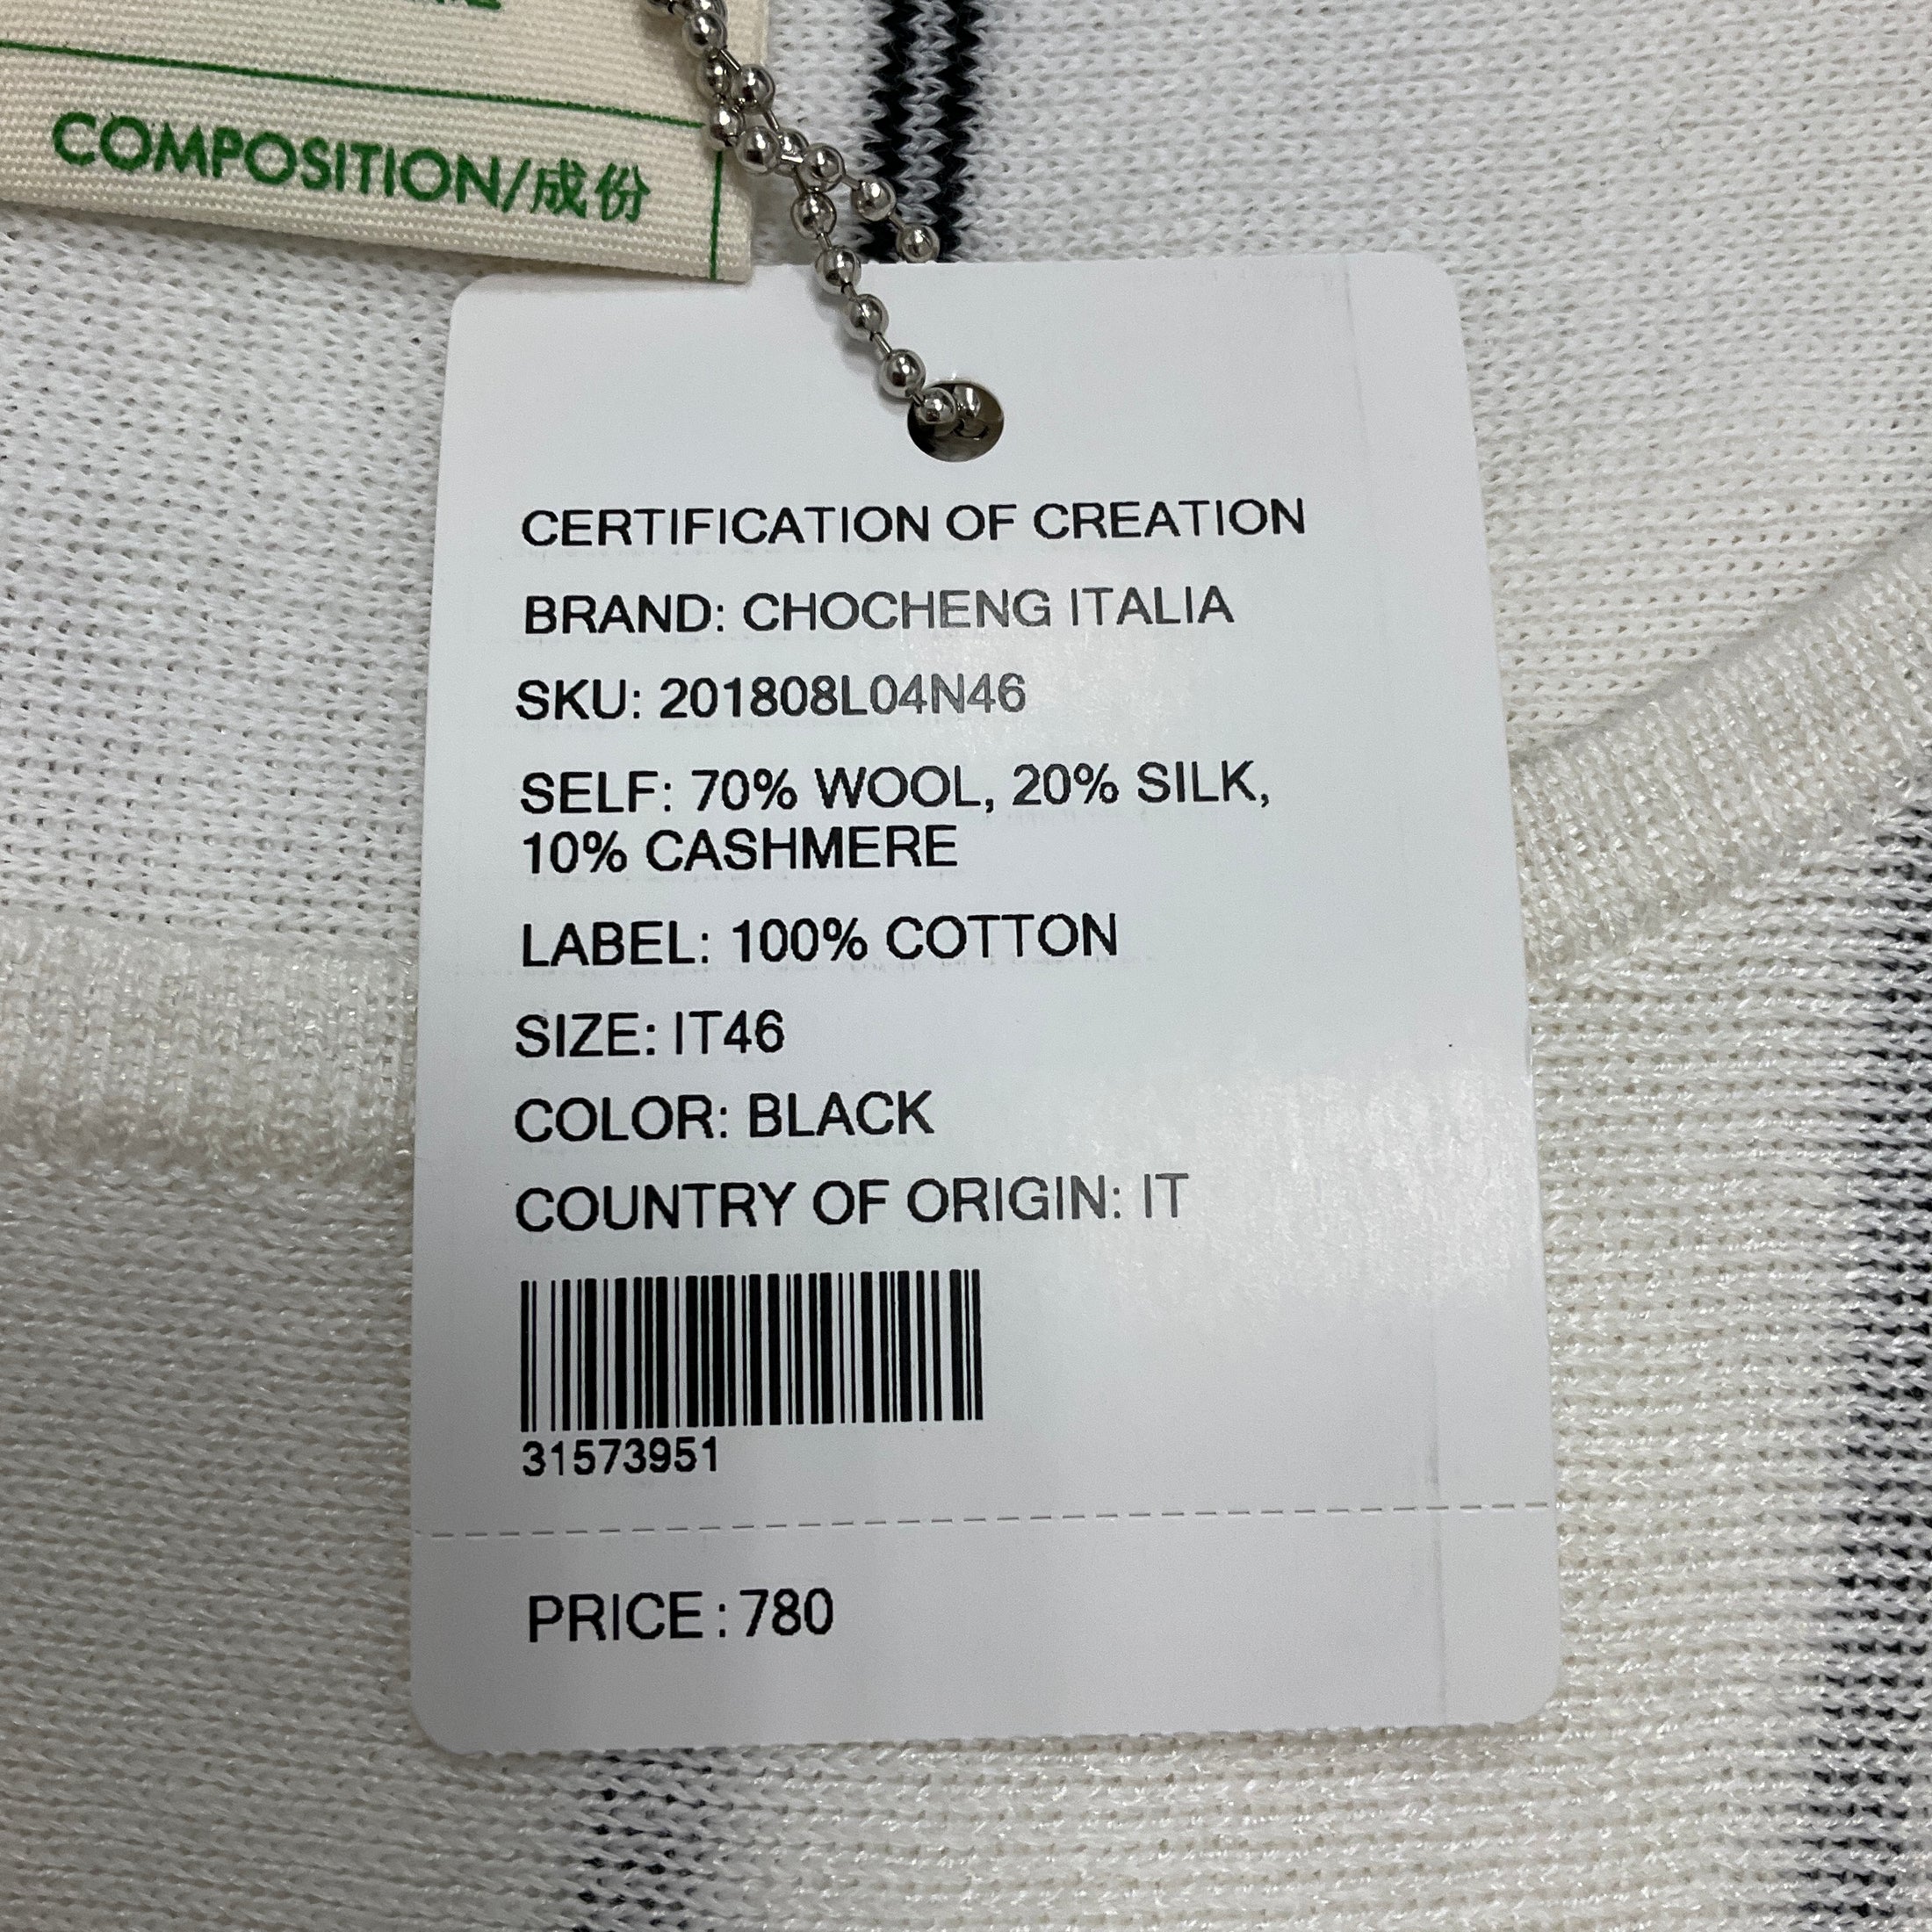 COMPOSITION/成份
CERTIFICATION OF CREATION
BRAND: CHOCHENG ITALIA
SKU: 201808L04N46
SELF: 70% WOOL, 20% SILK,
10% CASHMERE
LABEL: 100% COTTON
SIZE: IT46
COLOR: BLACK
COUNTRY OF ORIGIN: IT
31573951
PRICE: 780